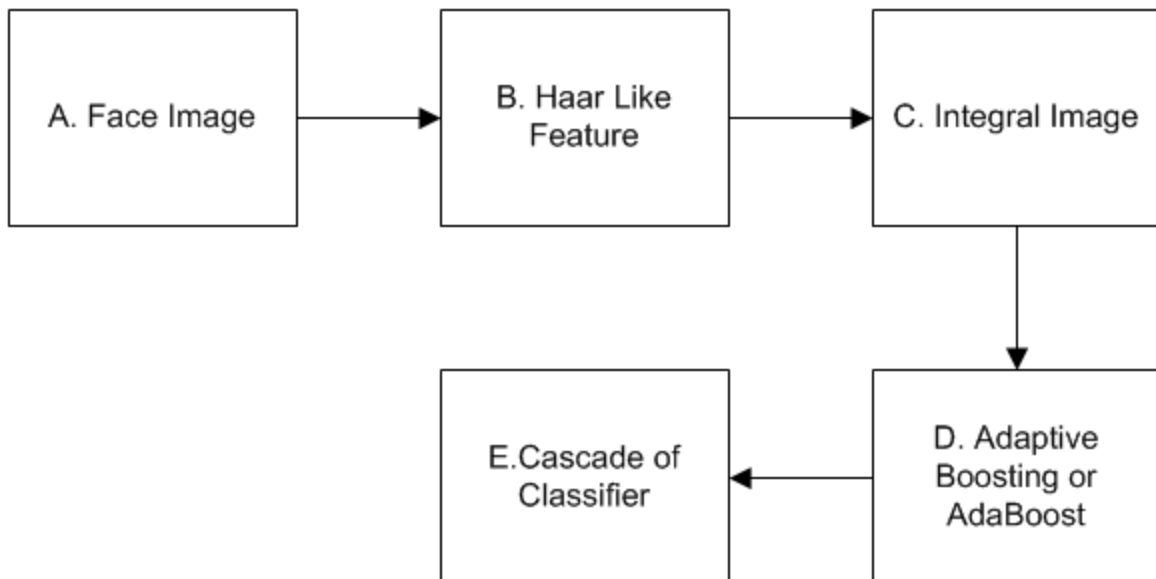 A. Face Image
B. Haar Like
Feature
C. Integral Image
D. Adaptive
Boosting or
AdaBoost
E.Cascade of
Classifier